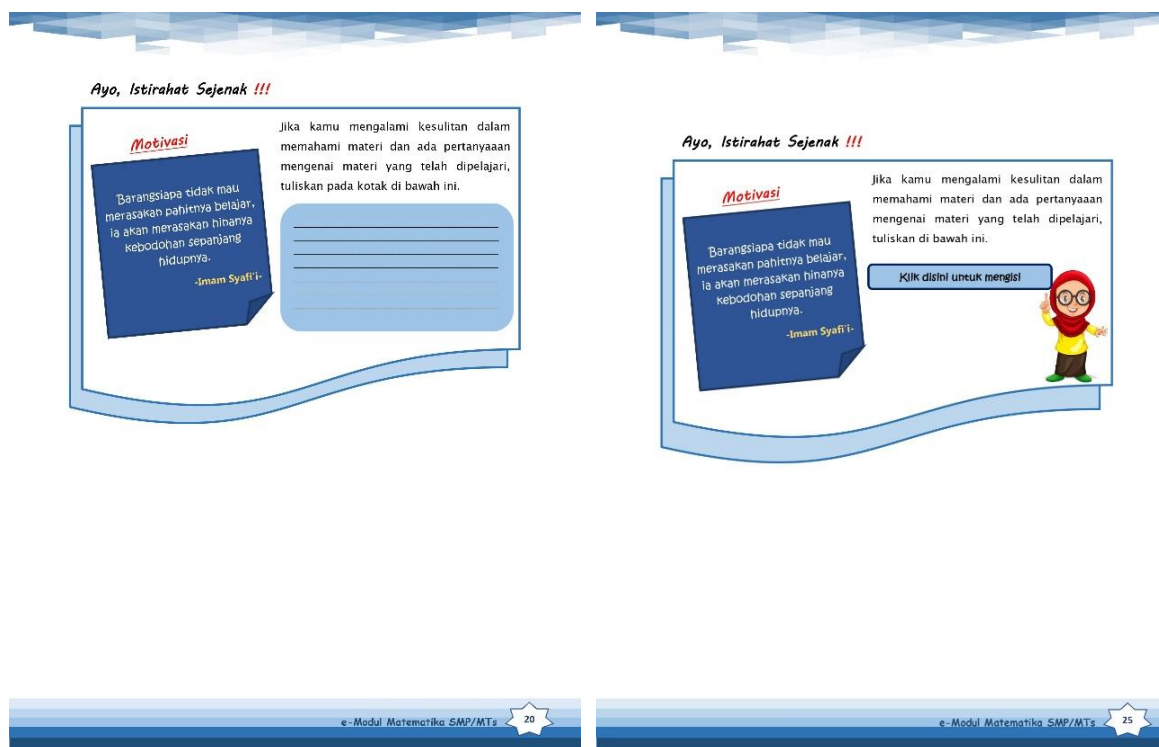 Ayo, Istirahat Sejenak !!!
Motivasi
Barangsiapa tidak mau
merasakan pahitnya belajar,
ia akan merasakan hinanya
kebodohan sepanjang
hidupnya.
-Imam Syafi'i-
Jika kamu mengalami kesulitan dalam
memahami materi dan ada pertanyaaan
mengenai materi yang telah dipelajari,
tuliskan pada kotak di bawah ini.
e-Modul Matematika SMP/MTs
20
Ayo, Istirahat Sejenak !!!
Motivasi
Barangsiapa tidak mau
merasakan pahitnya belajar,
ia akan merasakan hinanya
kebodohan sepanjang
hidupnya.
-Imam Syafi'i-
Jika kamu mengalami kesulitan dalam
memahami materi dan ada pertanyaaan
mengenai materi yang telah dipelajari,
tuliskan di bawah ini.
Klik disini untuk mengisi
e-Modul Matematika SMP/MTs
25